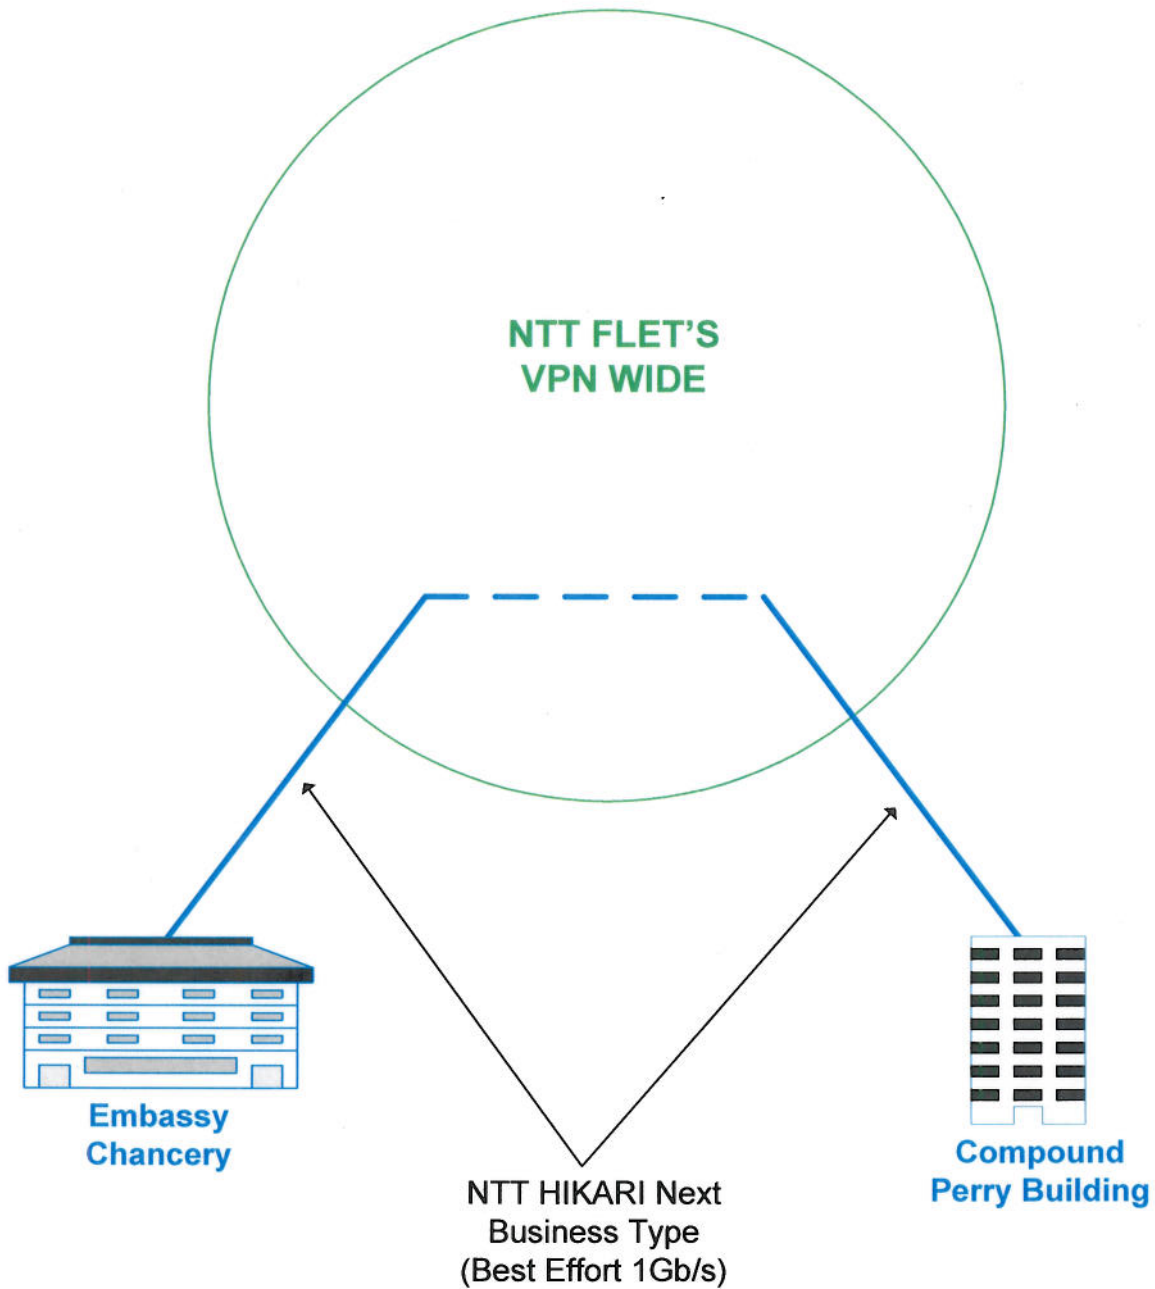 NTT FLET'S
VPN WIDE
Embassy
Chancery
Compound
Perry Building
NTT HIKARI Next
Business Type
(Best Effort 1Gb/s)